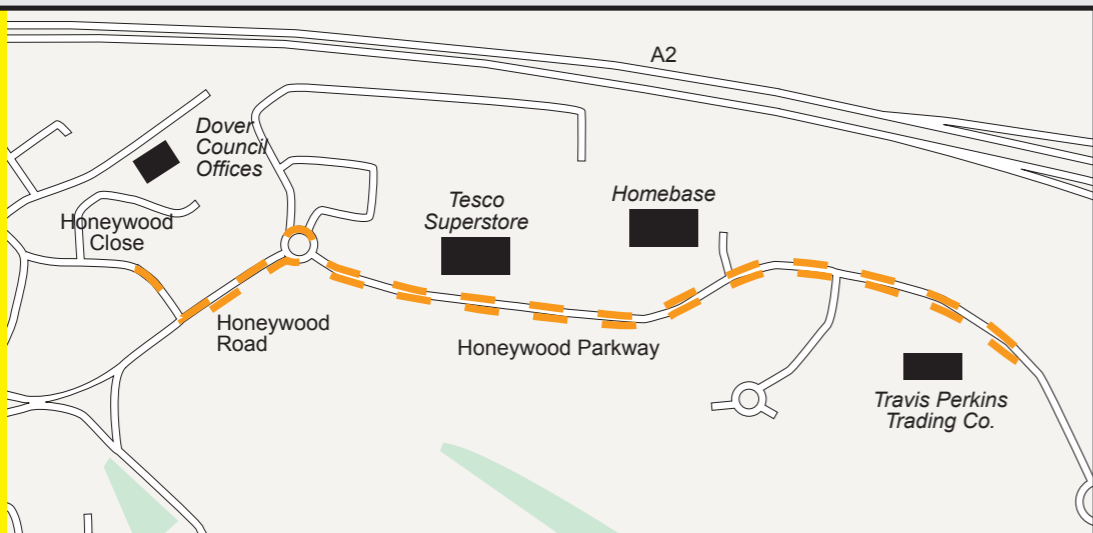 A2
Dover
Council
Offices
Tesco
Superstore
Homebase
Honeywood
Close
Honeywood
Road
Honeywood Parkway
Travis Perkins
Trading Co.